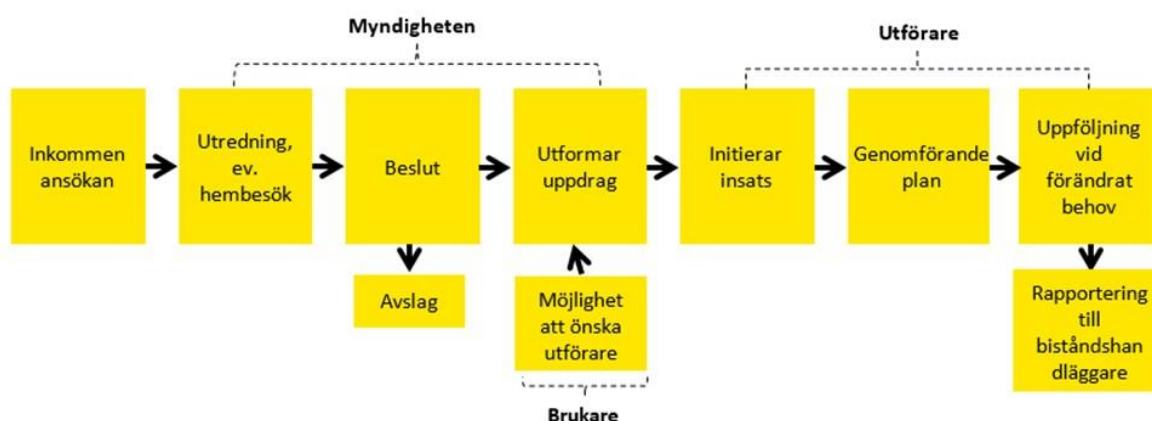 Myndigheten
Utförare
Inkommen
ansökan
Utredning,
ev.
hembesök
Beslut
Utformar
uppdrag
Initierar
insats
Genomförande
plan
Uppföljning
vid
förändrat
behov
Avslag
Möjlighet
att önska
utförare
Rapportering
till
biståndshan
dläggare
Brukare